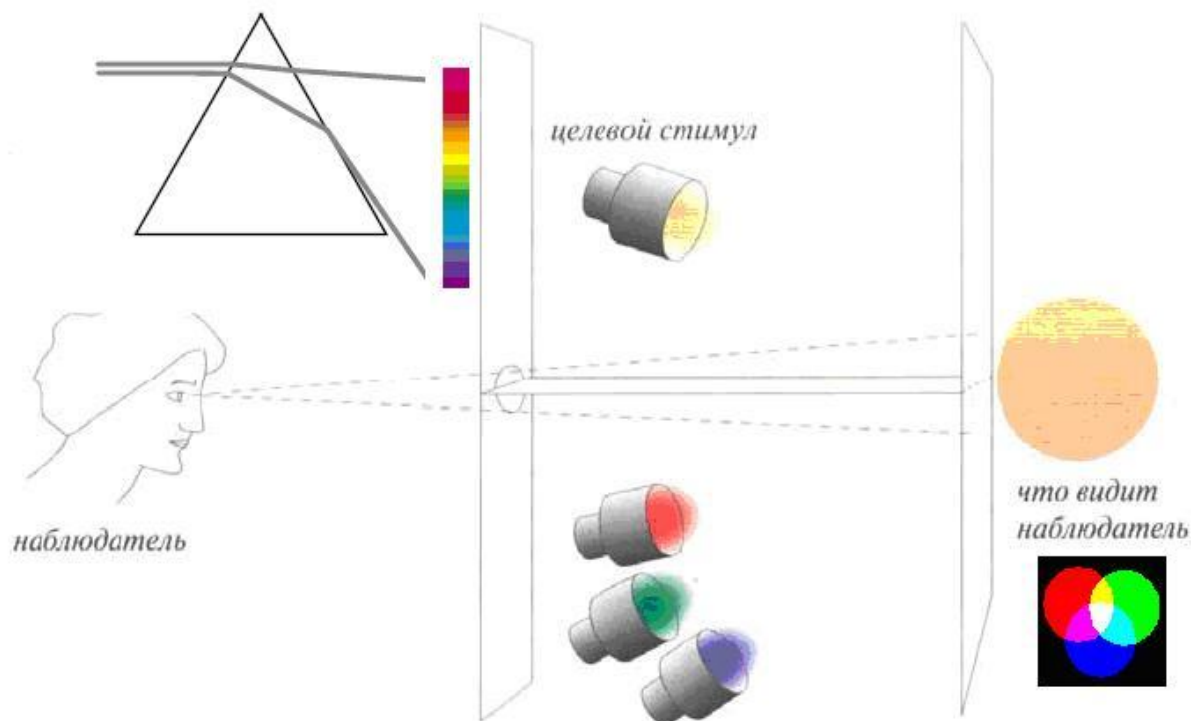 целевой стимул
наблюдатель
что видит
наблюдатель